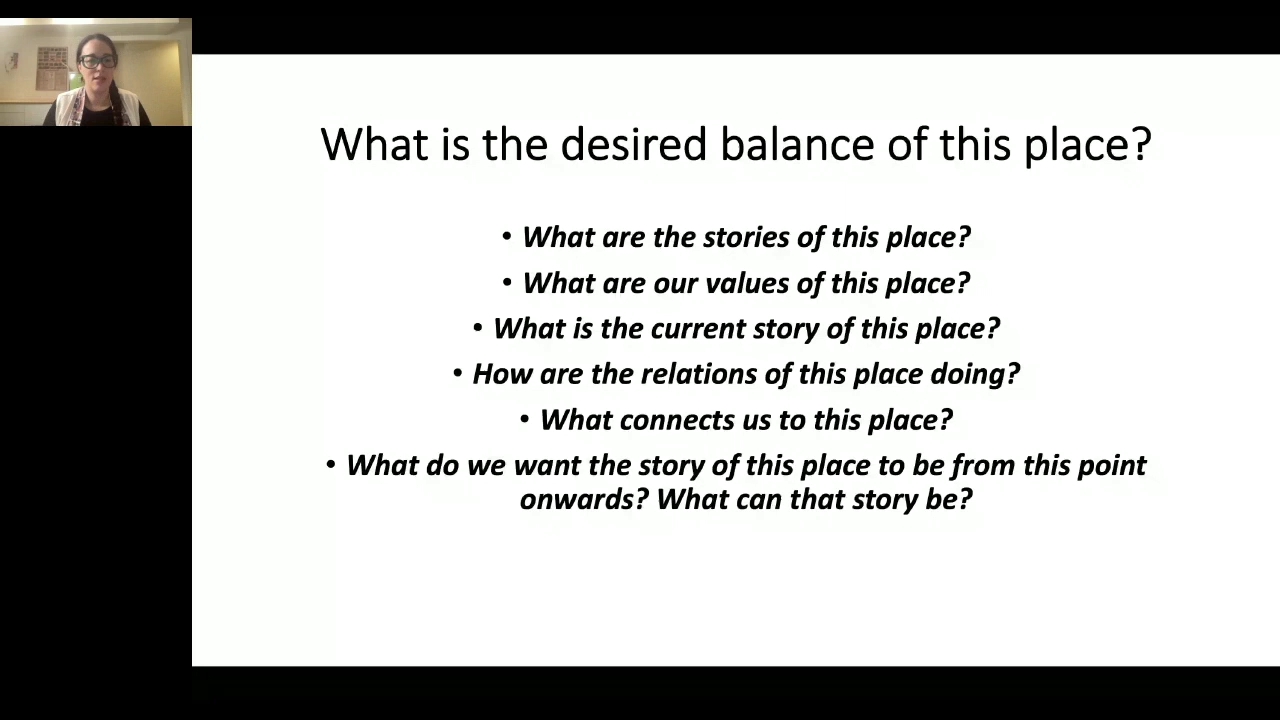 What is the desired balance of this place?
• What are the stories of this place?
• What are our values of this place?
• What is the current story of this place?
• How are the relations of this place doing?
• What connects us to this place?
• What do we want the story of this place to be from this point
onwards? What can that story be?